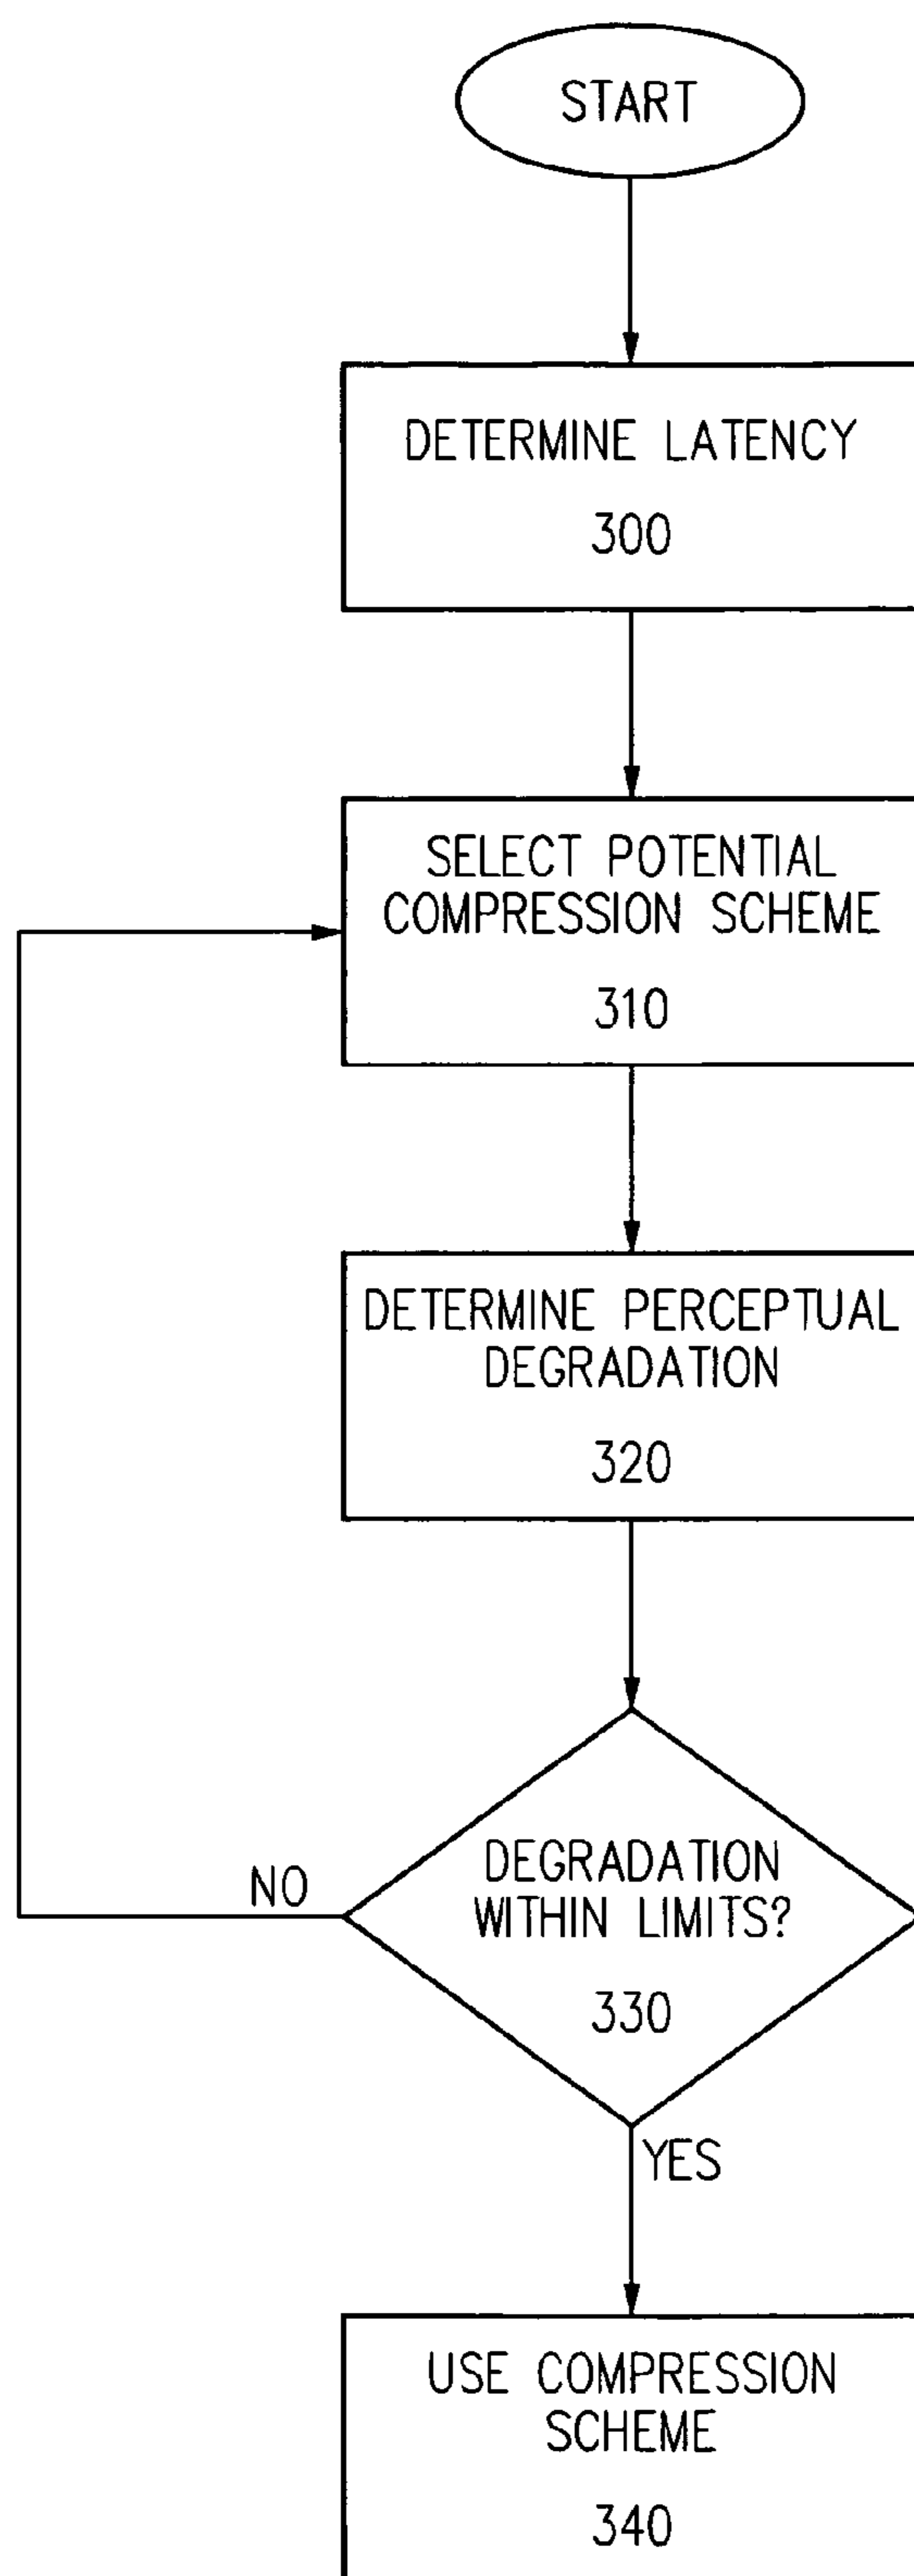 START
DETERMINE LATENCY
300
SELECT POTENTIAL
COMPRESSION SCHEME
310
DETERMINE PERCEPTUAL
DEGRADATION
320
DEGRADATION
WITHIN LIMITS?
330
NO
YES
USE COMPRESSION
SCHEME
340